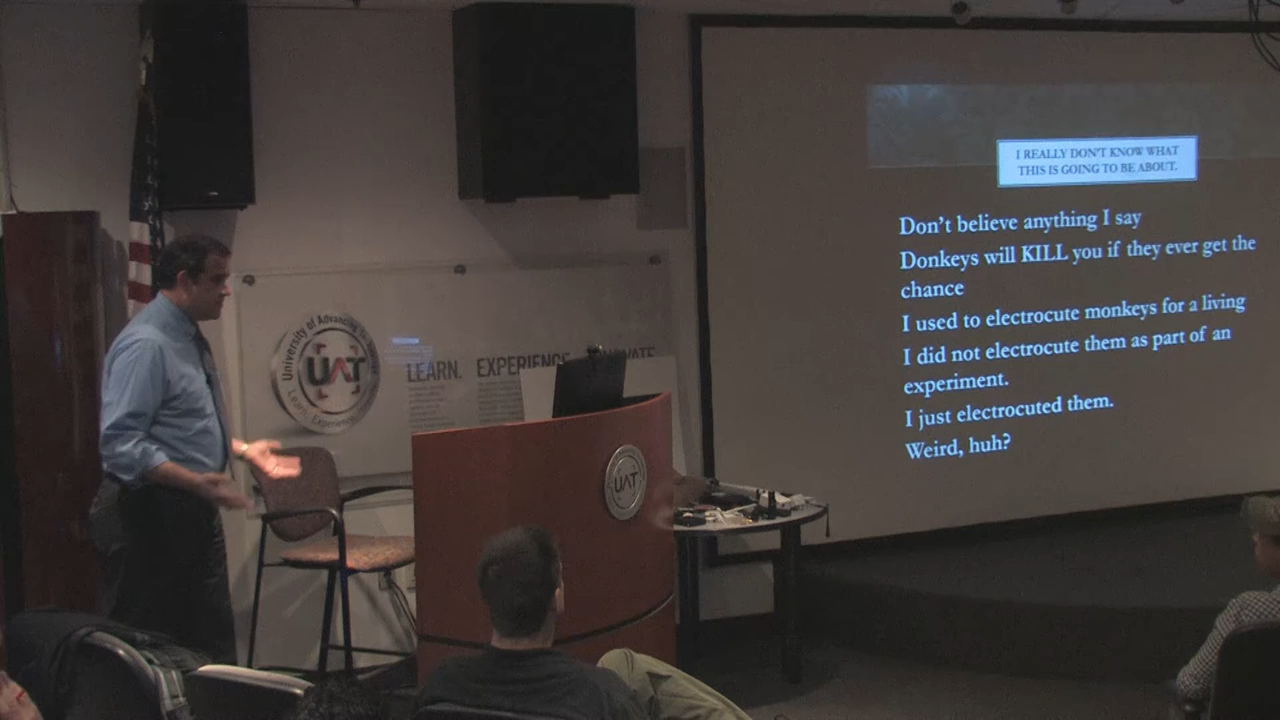 I REALLY DON'T KNOW WHAT
THIS IS GOING TO BE ABOUT.
Don't believe anything I say
Donkeys will KILL you if they ever get the
chance
I used to electrocute monkeys for a living
I did not electrocute them as part of an
experiment.
I just electrocuted them.
Weird, huh?
University of Advancing
UAT
Learn. Experience
LEARN. EXPERIENCE.
UAT